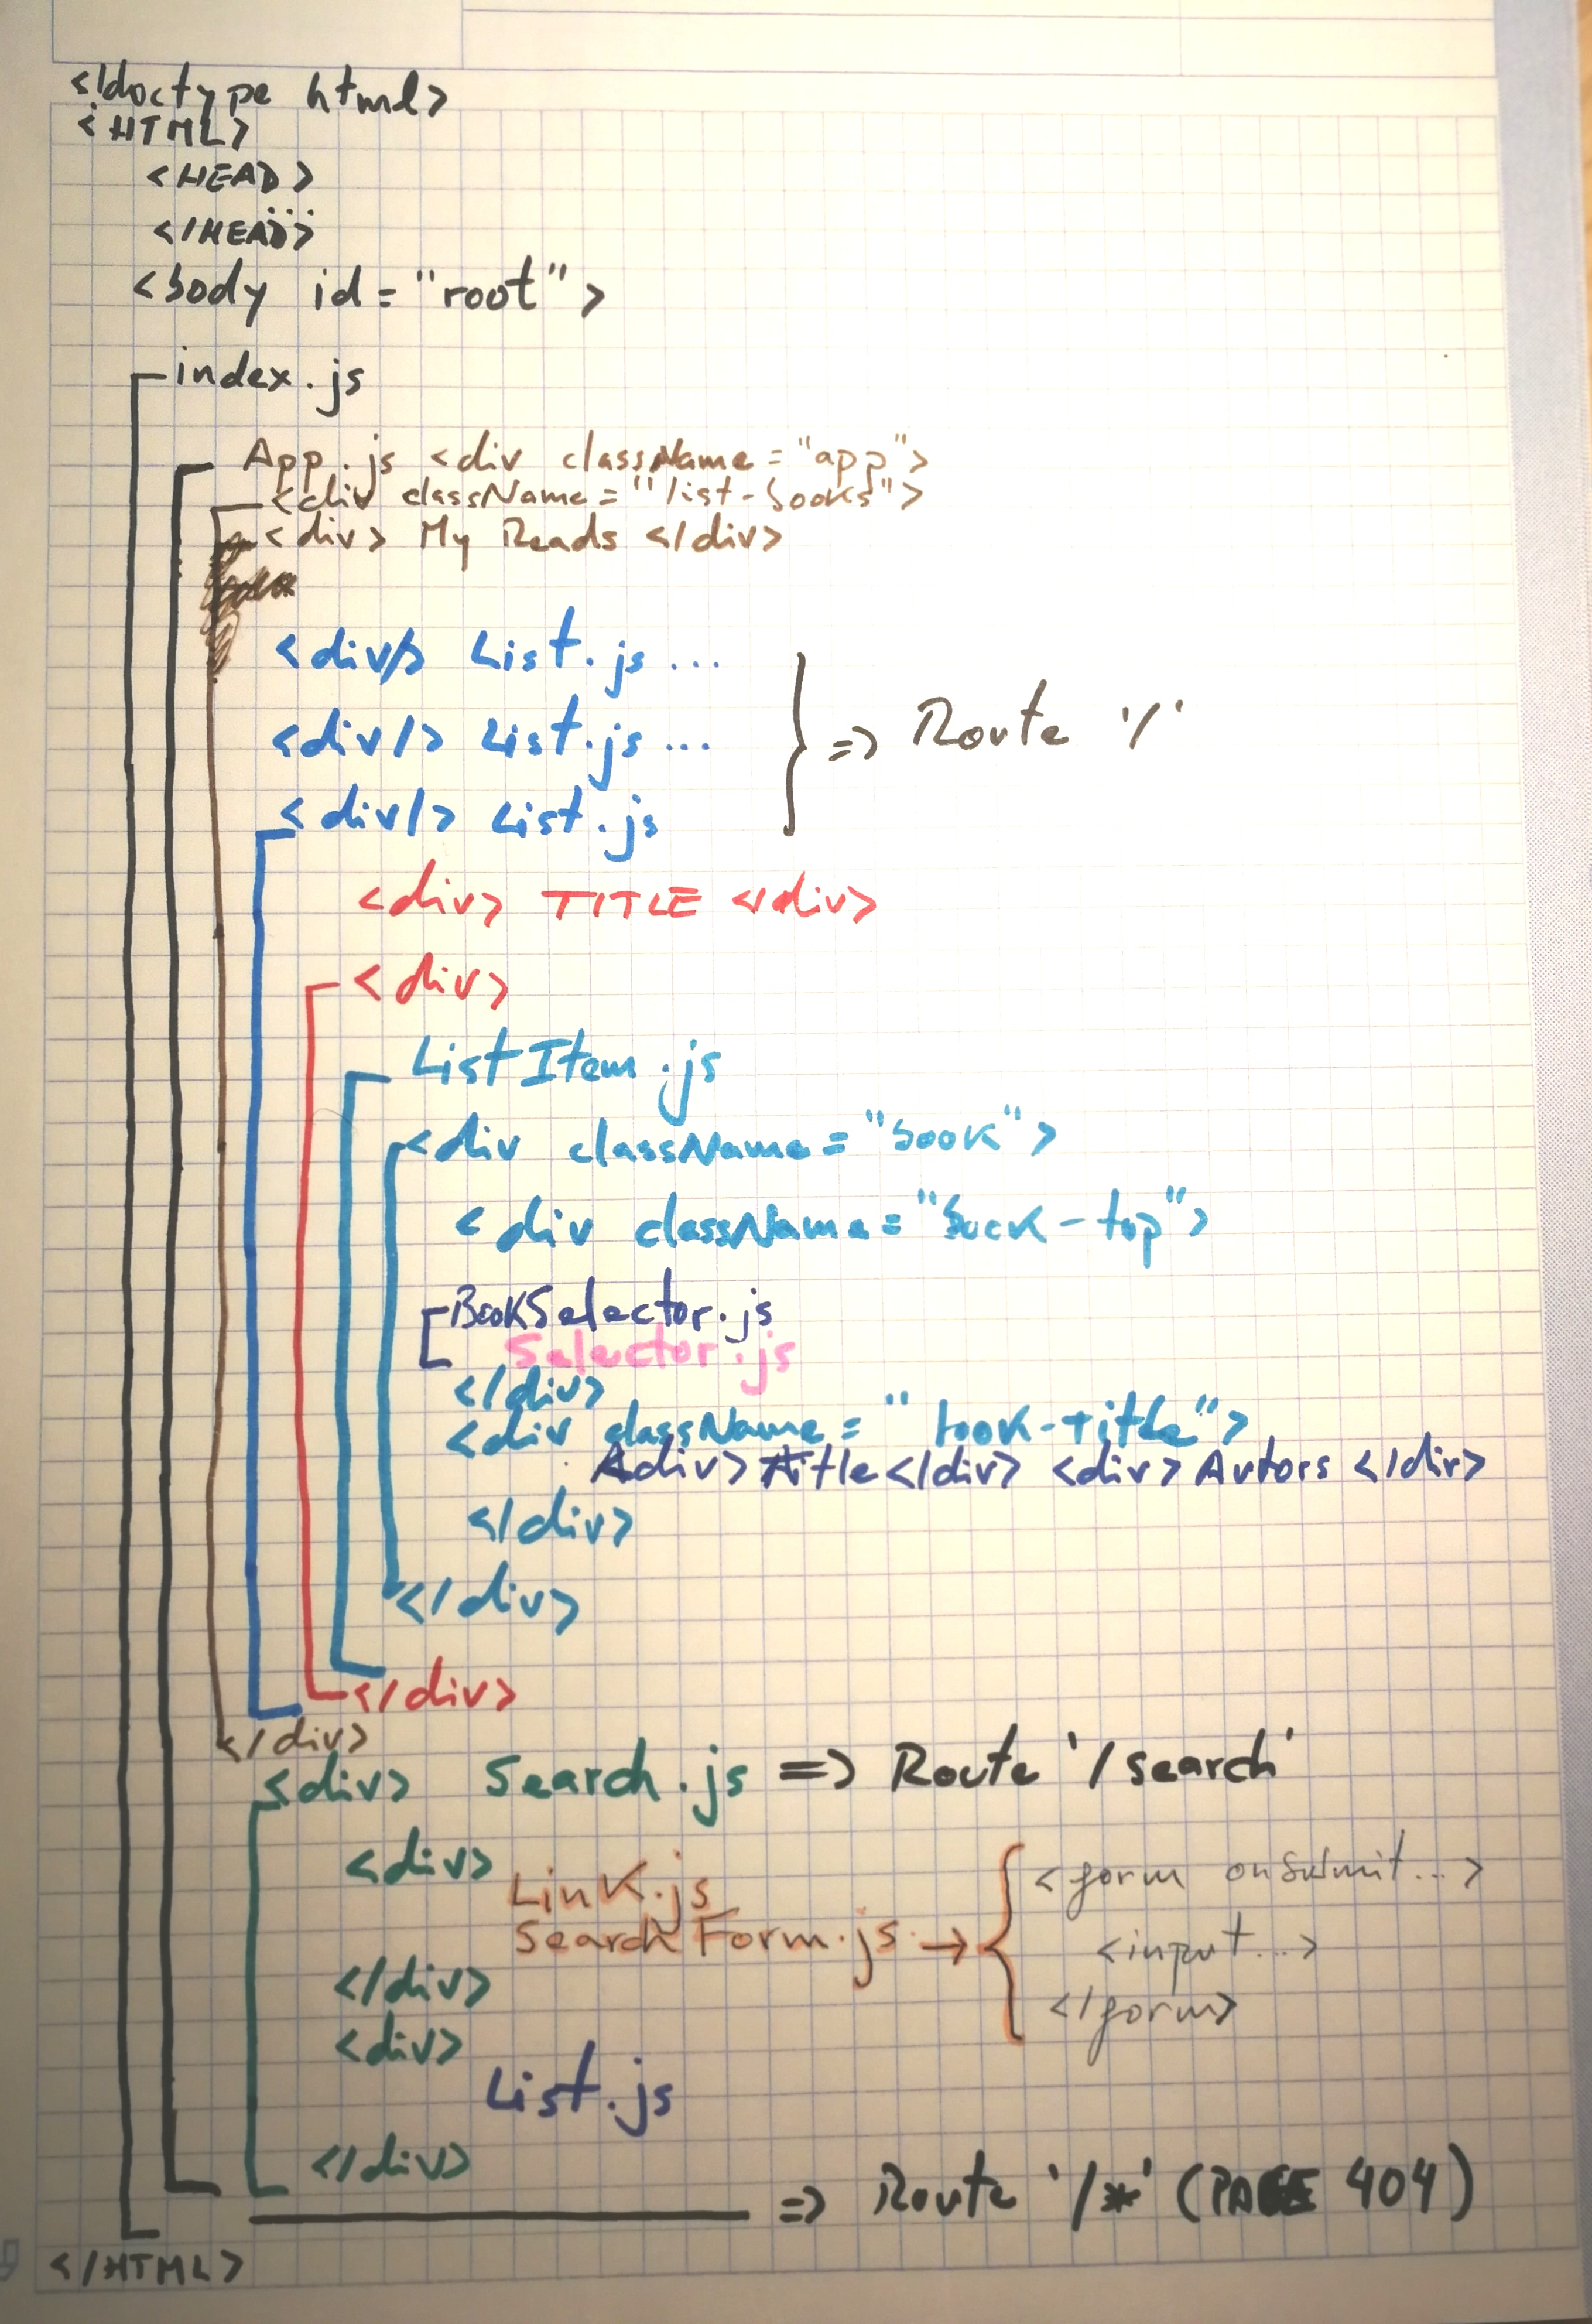 <!doctype html>
<HTML>
<HEAD>
...
</HEAD>
<body id="root">
index.js
App.js <div className="app">
<div className="list-books">
<div> My Reads </div>
<div/> List.js ...
<div/> List.js ... } => Route '/'
<div/> List.js
<div> TITLE </div>
<div>
ListItem.js
<div className="book">
<div className="book-top">
BookSelector.js
Selector.js
</div>
<div className="book-title">
<div> title </div> <div> Autors </div>
</div>
</div>
</div>
</div>
<div> Search.js => Route '/search'
<div>
Link.js
SearchForm.js → { <form onSubmit...>
<input...>
</form>
</div>
<div>
List.js
</div>
=> Route '/*' (PAGE 404)
</HTML>